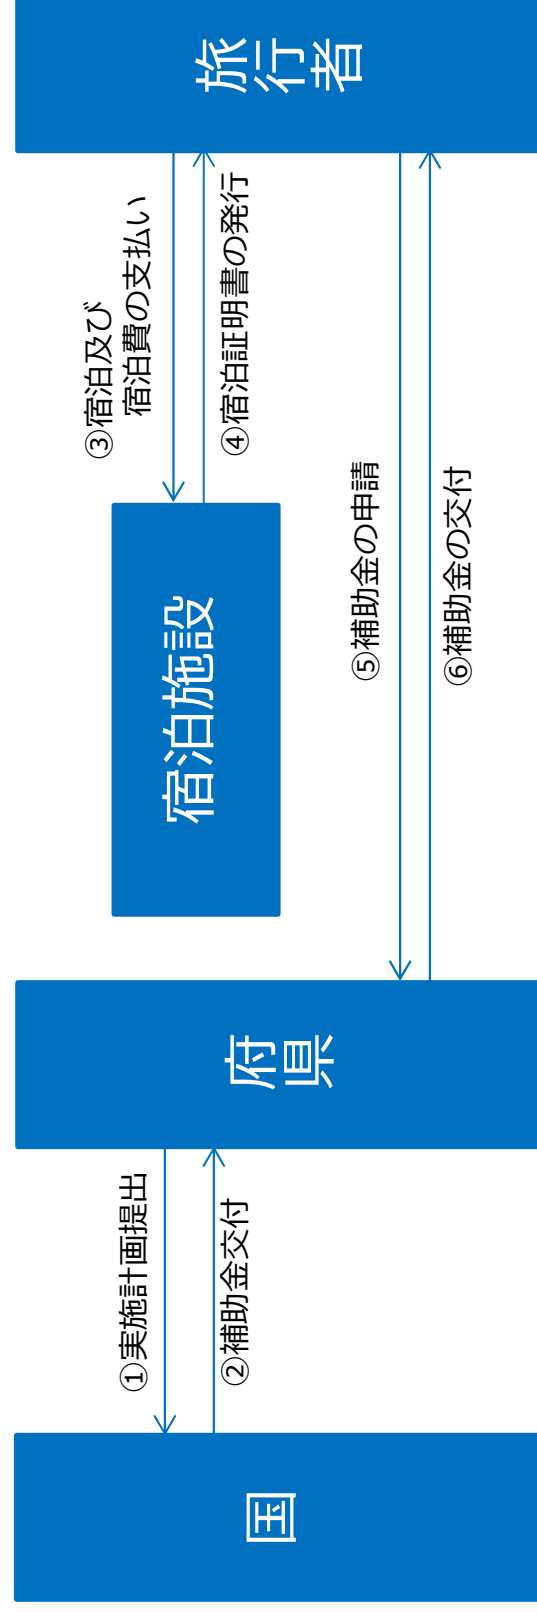 国
①実施計画提出
②補助金交付
府県
宿泊施設
③宿泊及び
宿泊費の支払い
④宿泊証明書の発行
⑤補助金の申請
⑥補助金の交付
旅行者